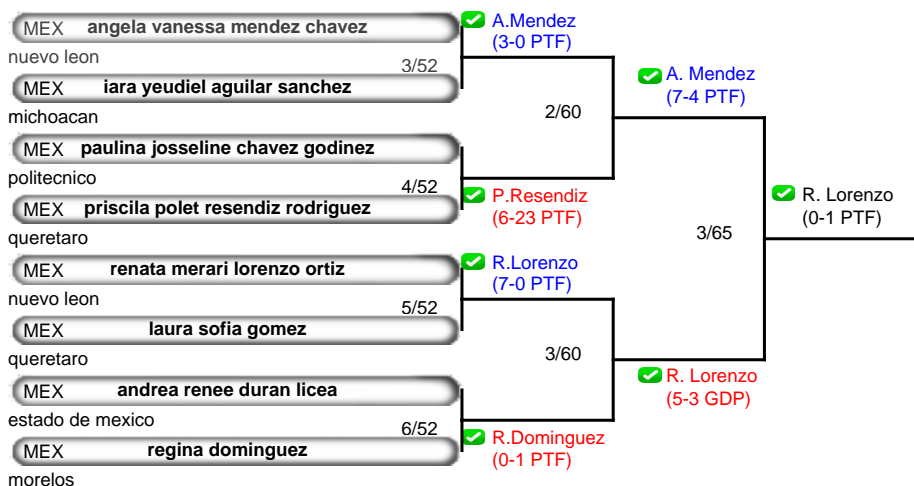 MEX angela vanessa mendez chavez
nuevo leon
3/52
MEX iara yeudiel aguilar sanchez
michoacan
A.Mendez
(3-0 PTF)
2/60
MEX paulina josseline chavez godinez
politecnico
4/52
MEX priscila polet resendiz rodriguez
queretaro
P.Resendiz
(6-23 PTF)
A. Mendez
(7-4 PTF)
3/65
MEX renata merari lorenzo ortiz
nuevo leon
5/52
MEX laura sofia gomez
queretaro
R.Lorenzo
(7-0 PTF)
3/60
MEX andrea renee duran licea
estado de mexico
6/52
MEX regina dominguez
morelos
R.Dominguez
(0-1 PTF)
R. Lorenzo
(5-3 GDP)
R. Lorenzo
(0-1 PTF)